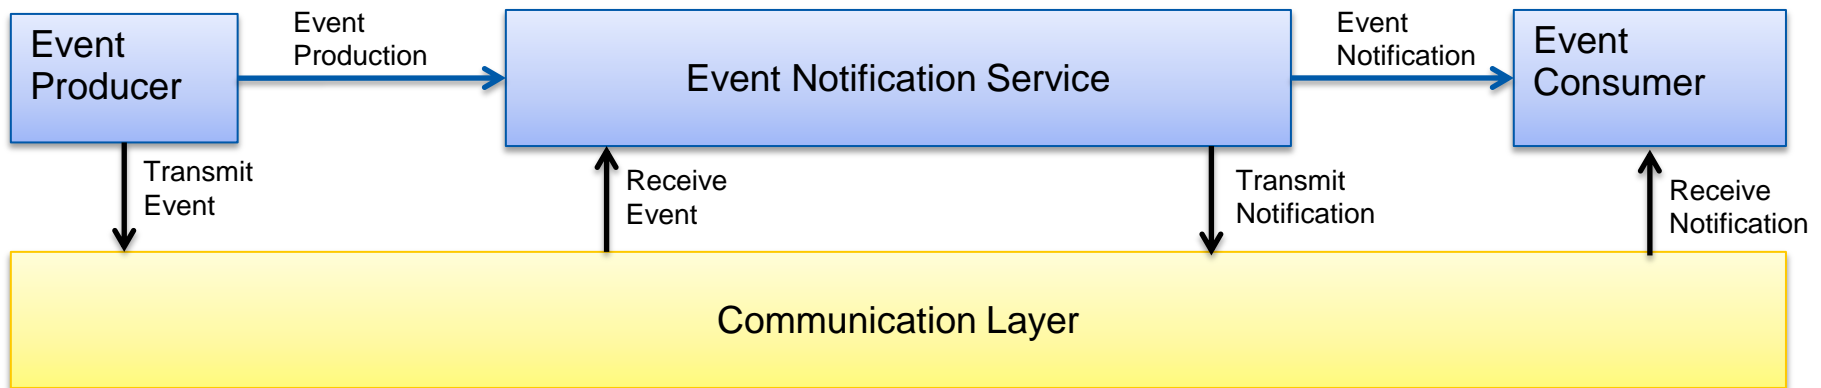 Event
Producer
Event
Production
Event Notification Service
Event
Notification
Event
Consumer
Transmit
Event
Receive
Event
Transmit
Notification
Receive
Notification
Communication Layer